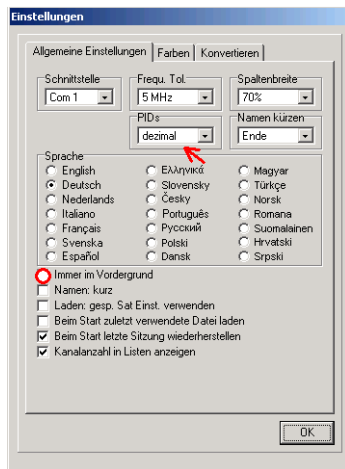 Einstellungen
Allgemeine Einstellungen Farben Konvertieren
Schnittstelle Frequ. Tol. Spaltenbreite
Com 1 5 MHz 70%
PIDs Namen kürzen
dezimal Ende
Sprache
English Ελληνικά Magyar
Deutsch Slovensky Türkçe
Nederlands Česky Norsk
Italiano Português Romana
Français Русский Suomalainen
Svenska Polski Hrvatski
Español Dansk Srpski
Immer im Vordergrund
Namen: kurz
Laden: gesp. Sat Einst. verwenden
Beim Start zuletzt verwendete Datei laden
Beim Start letzte Sitzung wiederherstellen
Kanalanzahl in Listen anzeigen
OK